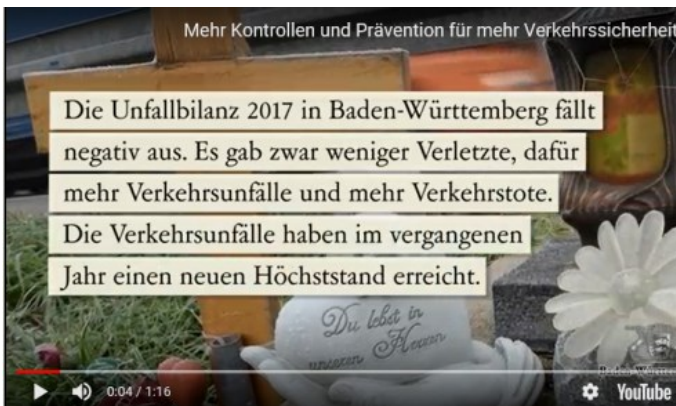 Mehr Kontrollen und Prävention für mehr Verkehrssicherheit
Die Unfallbilanz 2017 in Baden-Württemberg fällt
negativ aus. Es gab zwar weniger Verletzte, dafür
mehr Verkehrsunfälle und mehr Verkehrstote.
Die Verkehrsunfälle haben im vergangenen
Jahr einen neuen Höchststand erreicht.
Du lebst in
unseren Herzen
Baden-Württem
0:04 / 1:16
YouTube